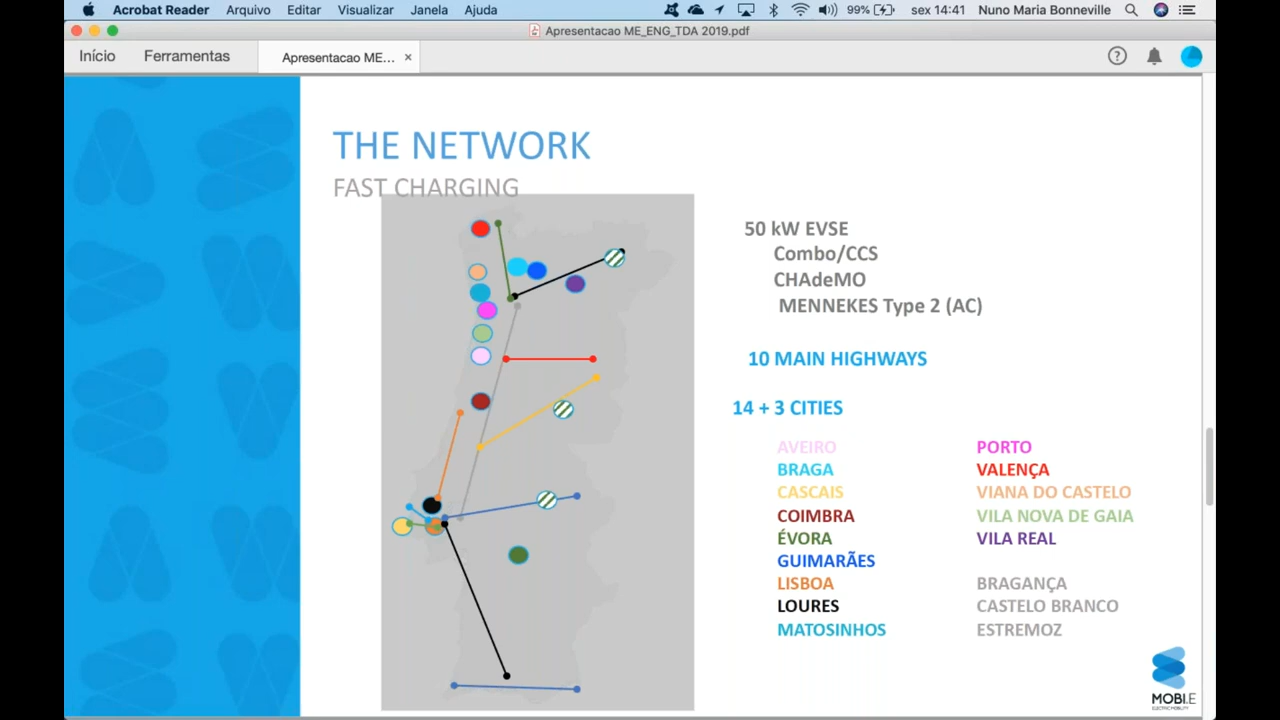 Acrobat Reader Arquivo Editar Visualizar Janela Ajuda 99% sex 14:41 Nuno Maria Bonneville
Apresentacao ME_ENG_TDA 2019.pdf
Início Ferramentas Apresentacao ME... ×
THE NETWORK
FAST CHARGING
50 kW EVSE
Combo/CCS
CHAdeMO
MENNEKES Type 2 (AC)
10 MAIN HIGHWAYS
14 + 3 CITIES
AVEIRO PORTO
BRAGA VALENÇA
CASCAIS VIANA DO CASTELO
COIMBRA VILA NOVA DE GAIA
ÉVORA VILA REAL
GUIMARÃES
LISBOA BRAGANÇA
LOURES CASTELO BRANCO
MATOSINHOS ESTREMOZ
MOBI.E
ELECTRIC MOBILITY